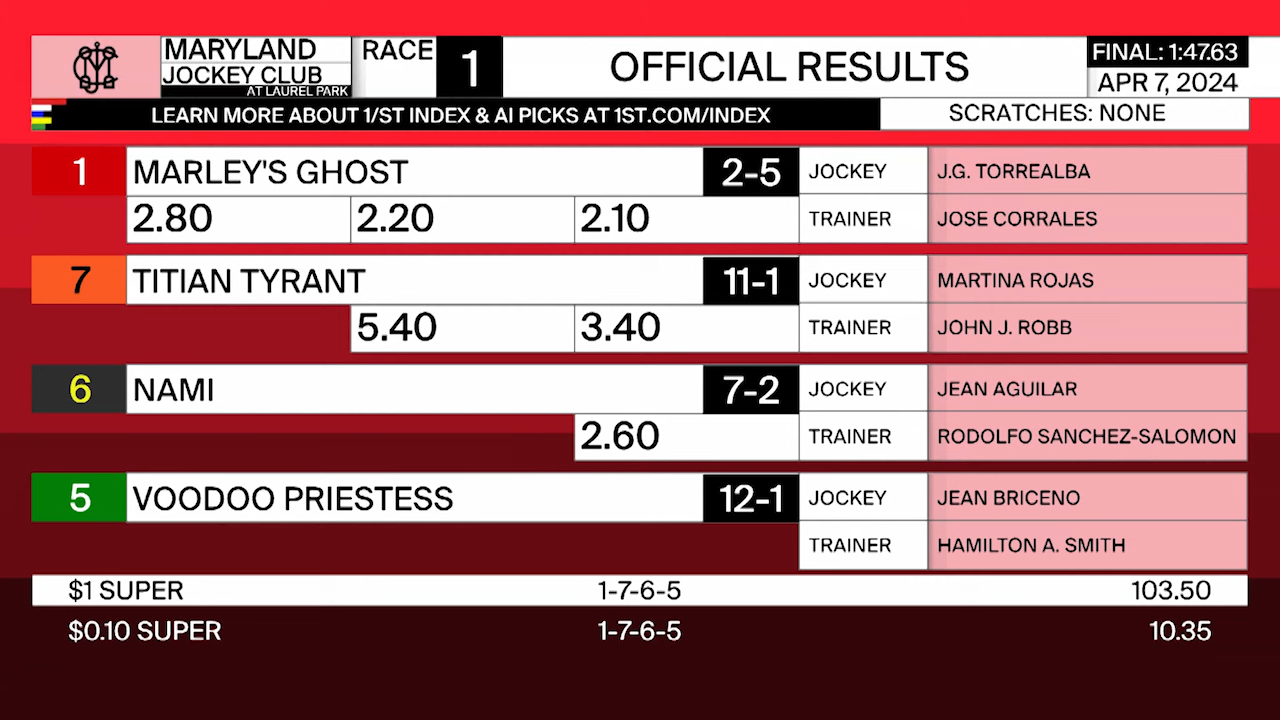 MARYLAND
JOCKEY CLUB
AT LAUREL PARK
RACE 1
OFFICIAL RESULTS
FINAL: 1:47.63
APR 7, 2024
LEARN MORE ABOUT 1/ST INDEX & AI PICKS AT 1ST.COM/INDEX
SCRATCHES: NONE
1 MARLEY'S GHOST 2-5 JOCKEY J.G. TORREALBA
2.80 2.20 2.10 TRAINER JOSE CORRALES
7 TITIAN TYRANT 11-1 JOCKEY MARTINA ROJAS
5.40 3.40 TRAINER JOHN J. ROBB
6 NAMI 7-2 JOCKEY JEAN AGUILAR
2.60 TRAINER RODOLFO SANCHEZ-SALOMON
5 VOODOO PRIESTESS 12-1 JOCKEY JEAN BRICENO
TRAINER HAMILTON A. SMITH
$1 SUPER 1-7-6-5 103.50
$0.10 SUPER 1-7-6-5 10.35